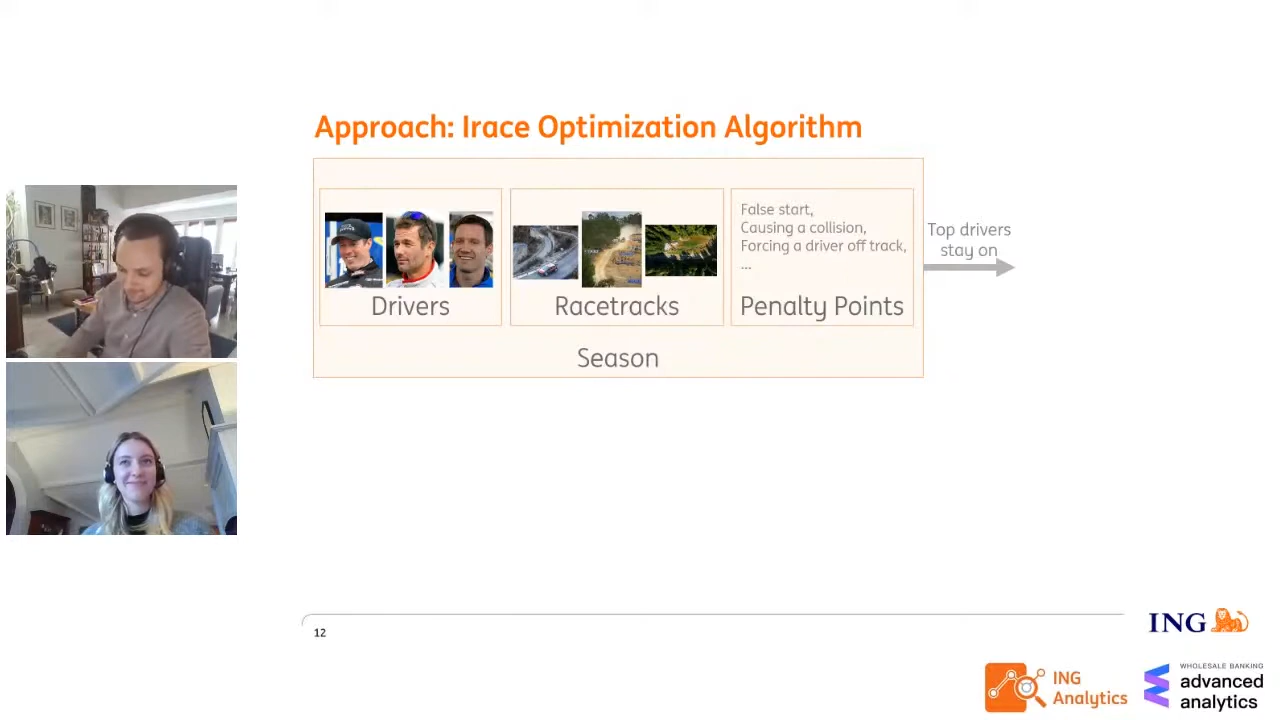 Approach: Irace Optimization Algorithm
Drivers
Racetracks
False start,
Causing a collision,
Forcing a driver off track,
...
Penalty Points
Season
Top drivers
stay on
12
ING
ING
Analytics
WHOLESALE BANKING
advanced
analytics